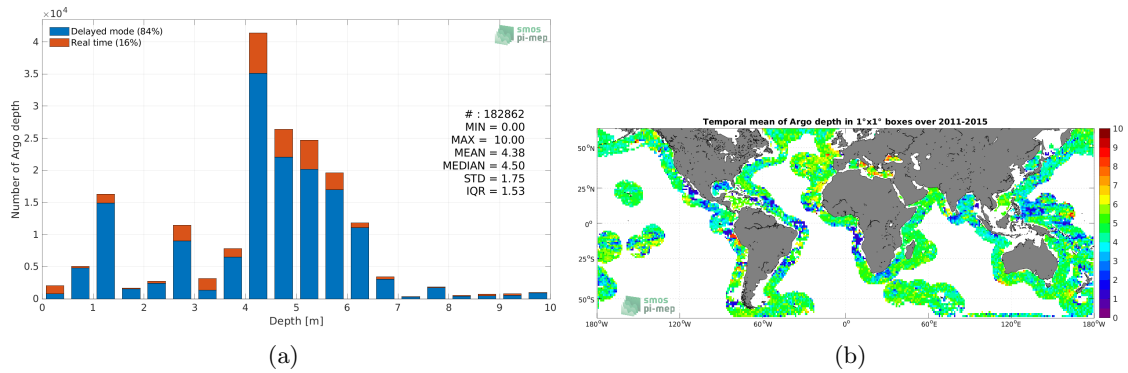 ×10⁴
Delayed mode (84%)
Real time (16%)
smos
pi-mep
4
3.5
3
2.5
2
1.5
1
0.5
0
Number of Argo depth
# : 182862
MIN = 0.00
MAX = 10.00
MEAN = 4.38
MEDIAN = 4.50
STD = 1.75
IQR = 1.53
0 1 2 3 4 5 6 7 8 9 10
Depth [m]
(a)
Temporal mean of Argo depth in 1°x1° boxes over 2011-2015
50°N
25°N
0°
25°S
50°S
smos
pi-mep
180°W 120°W 60°W 0° 60°E 120°E 180°W
10
9
8
7
6
5
4
3
2
1
0
(b)